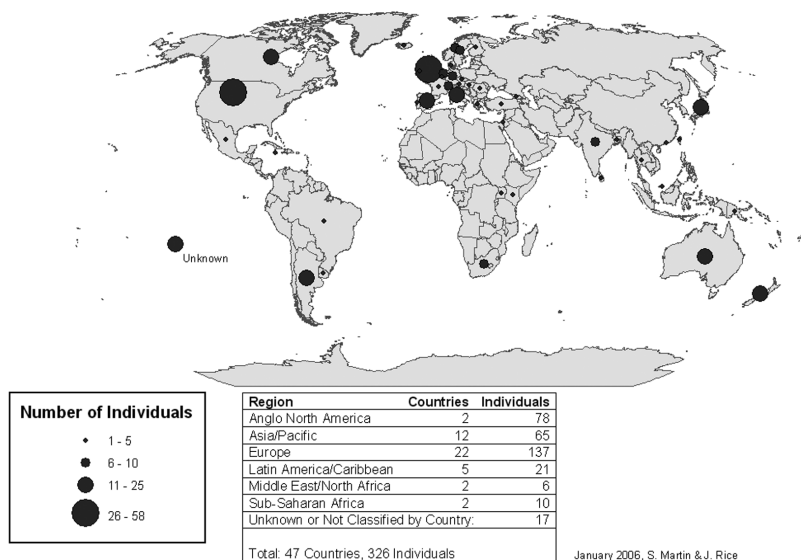 Unknown
Number of Individuals
1 - 5
6 - 10
11 - 25
26 - 58
Region Countries Individuals
Anglo North America 2 78
Asia/Pacific 12 65
Europe 22 137
Latin America/Caribbean 5 21
Middle East/North Africa 2 6
Sub-Saharan Africa 2 10
Unknown or Not Classified by Country: 17
Total: 47 Countries, 326 Individuals
January 2006, S. Martin & J. Rice